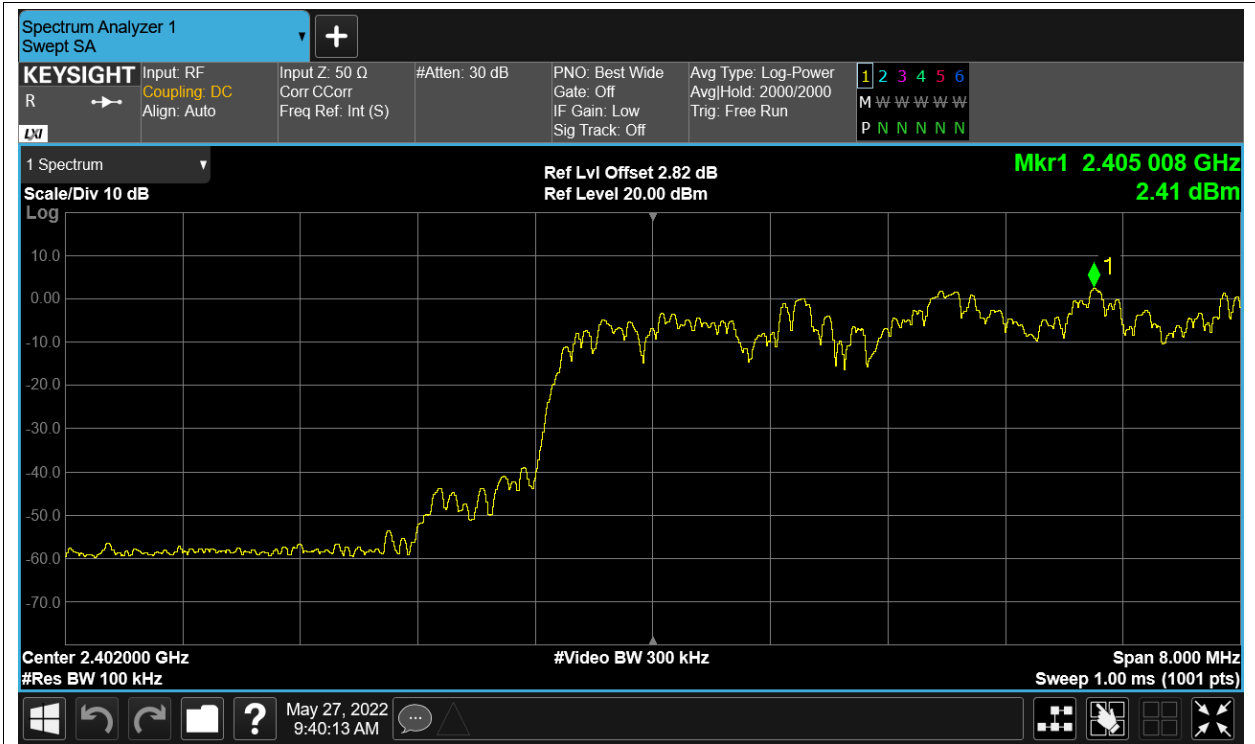 Spectrum Analyzer 1
Swept SA
+
KEYSIGHT
R
LXI
Input: RF
Coupling: DC
Align: Auto
Input Z: 50 Ω
Corr CCorr
Freq Ref: Int (S)
#Atten: 30 dB
PNO: Best Wide
Gate: Off
IF Gain: Low
Sig Track: Off
Avg Type: Log-Power
Avg|Hold: 2000/2000
Trig: Free Run
1 2 3 4 5 6
M W W W W W
P N N N N N
1 Spectrum
Scale/Div 10 dB
Log
Ref Lvl Offset 2.82 dB
Ref Level 20.00 dBm
Mkr1 2.405 008 GHz
2.41 dBm
1
10.0
0.00
-10.0
-20.0
-30.0
-40.0
-50.0
-60.0
-70.0
Center 2.402000 GHz
#Res BW 100 kHz
#Video BW 300 kHz
Span 8.000 MHz
Sweep 1.00 ms (1001 pts)
?
May 27, 2022
9:40:13 AM